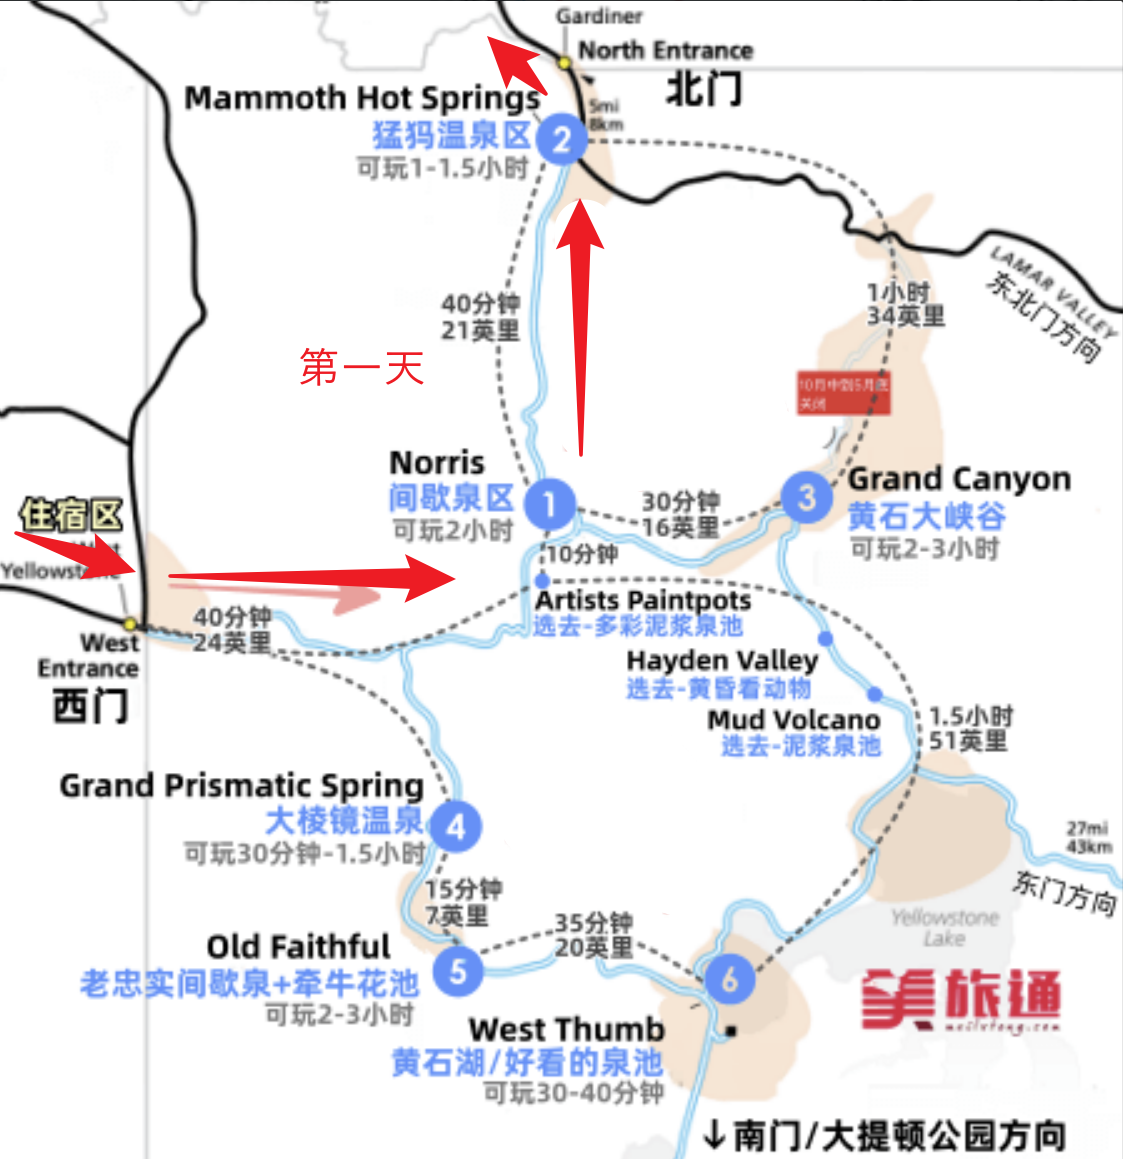 Gardiner
North Entrance
北门
Mammoth Hot Springs
5mi
8km
猛犸温泉区
2
可玩1-1.5小时
LAMAR VALLEY
东北门方向
1小时
34英里
40分钟
21英里
第一天
10月中到5月底
关闭
Norris
间歇泉区
1
可玩2小时
30分钟
16英里
3
Grand Canyon
黄石大峡谷
可玩2-3小时
住宿区
West
Yellowstone
10分钟
Artists Paintpots
选去-多彩泥浆泉池
40分钟
24英里
West
Entrance
西门
Hayden Valley
选去-黄昏看动物
Mud Volcano
选去-泥浆泉池
1.5小时
51英里
Grand Prismatic Spring
大棱镜温泉
4
可玩30分钟-1.5小时
27mi
43km
东门方向
15分钟
7英里
35分钟
20英里
Yellowstone
Lake
Old Faithful
老忠实间歇泉+牵牛花池
5
可玩2-3小时
6
美旅通
meilutong.com
West Thumb
黄石湖/好看的泉池
可玩30-40分钟
↓南门/大提顿公园方向